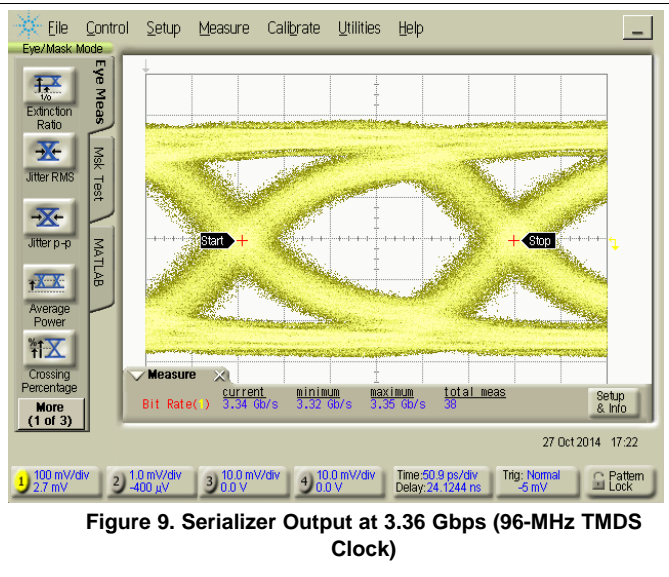 File Control Setup Measure Calibrate Utilities Help
Eye/Mask Mode
Eye Meas
Msk Test
MATLAB
1/0
Extinction
Ratio
Jitter RMS
Jitter p-p
Average
Power
%
Crossing
Percentage
More
(1 of 3)
Start
Stop
Measure
current minimum maximum total meas
Bit Rate(1) 3.34 Gb/s 3.32 Gb/s 3.35 Gb/s 38
Setup
& Info
27 Oct 2014 17:22
1 100 mV/div
2.7 mV
2 1.0 mV/div
-400 µV
3 10.0 mV/div
0.0 V
4 10.0 mV/div
0.0 V
Time:50.9 ps/div
Delay:24.1244 ns
Trig: Normal
-5 mV
Pattern
Lock
Figure 9. Serializer Output at 3.36 Gbps (96-MHz TMDS
Clock)